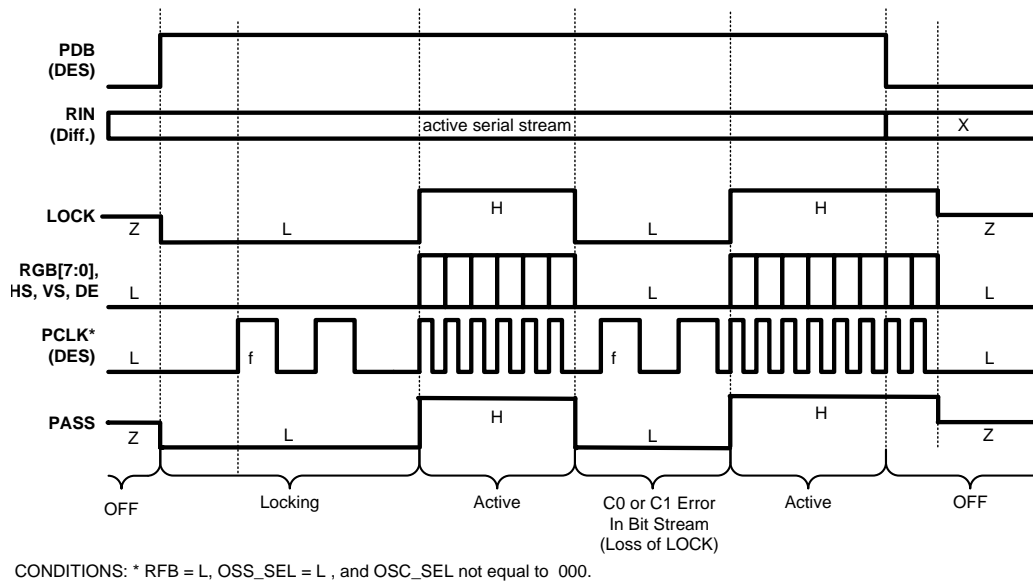 PDB
(DES)
RIN
(Diff.)
active serial stream
X
LOCK
Z
L
H
L
H
Z
RGB[7:0],
HS, VS, DE
L
L
L
PCLK*
(DES)
L
f
f
L
PASS
Z
L
H
L
H
Z
OFF
Locking
Active
C0 or C1 Error
In Bit Stream
(Loss of LOCK)
Active
OFF
CONDITIONS: * RFB = L, OSS_SEL = L , and OSC_SEL not equal to 000.